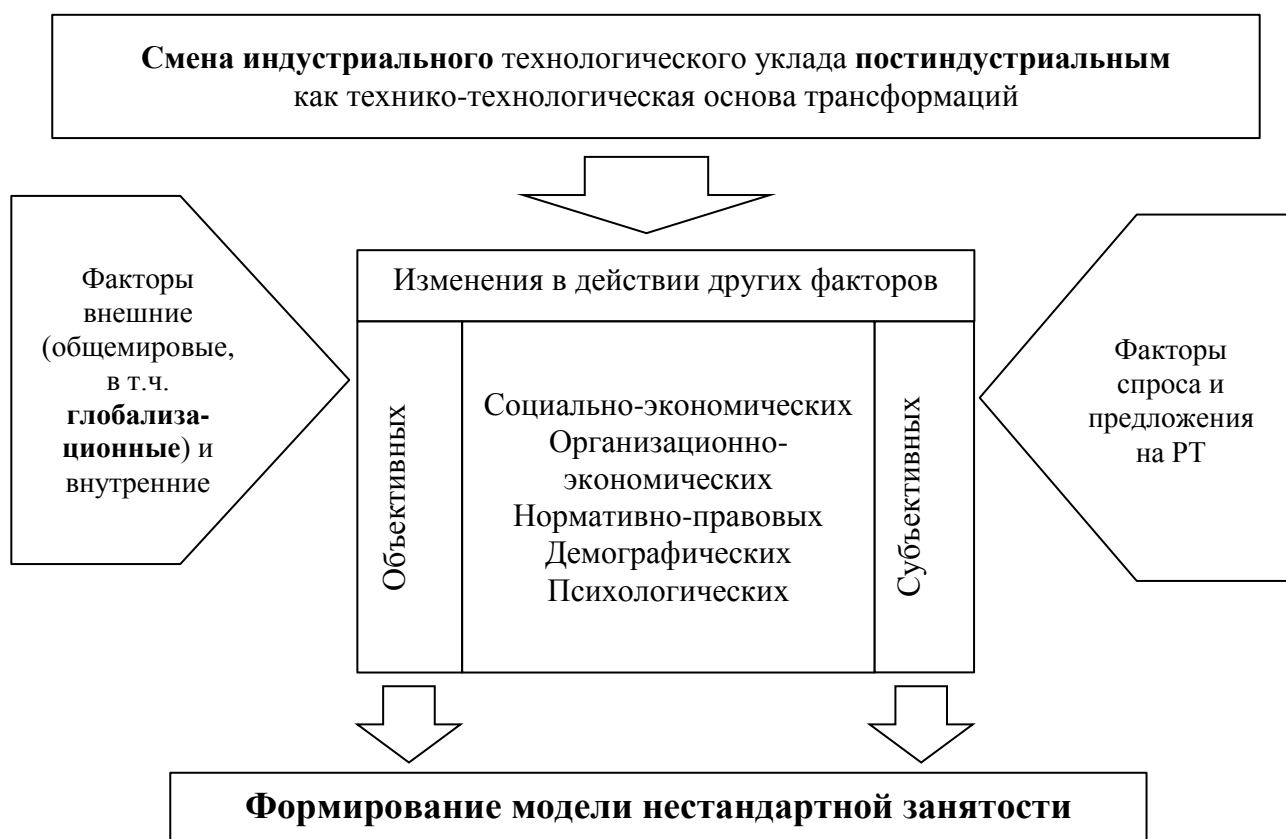 Смена индустриального технологического уклада постиндустриальным
как технико-технологическая основа трансформаций
Факторы
внешние
(общемировые,
в т.ч.
глобализа-
ционные) и
внутренние
Изменения в действии других факторов
Объективных
Социально-экономических
Организационно-
экономических
Нормативно-правовых
Демографических
Психологических
Субъективных
Факторы
спроса и
предложения
на РТ
Формирование модели нестандартной занятости